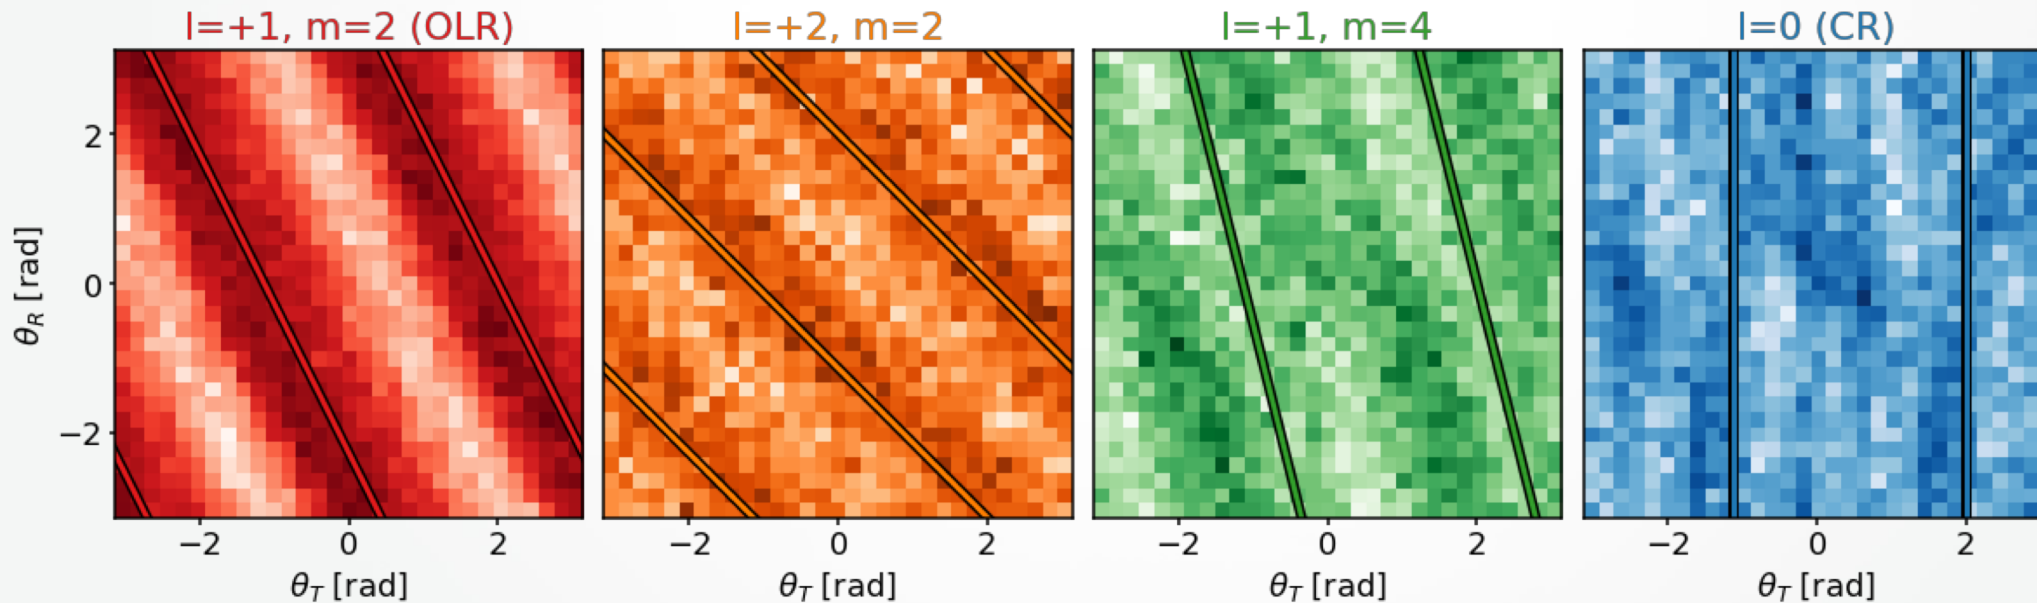 l=+1, m=2 (OLR)
l=+2, m=2
l=+1, m=4
l=0 (CR)
θR [rad]
2
0
−2
−2 0 2
−2 0 2
−2 0 2
−2 0 2
θT [rad]
θT [rad]
θT [rad]
θT [rad]